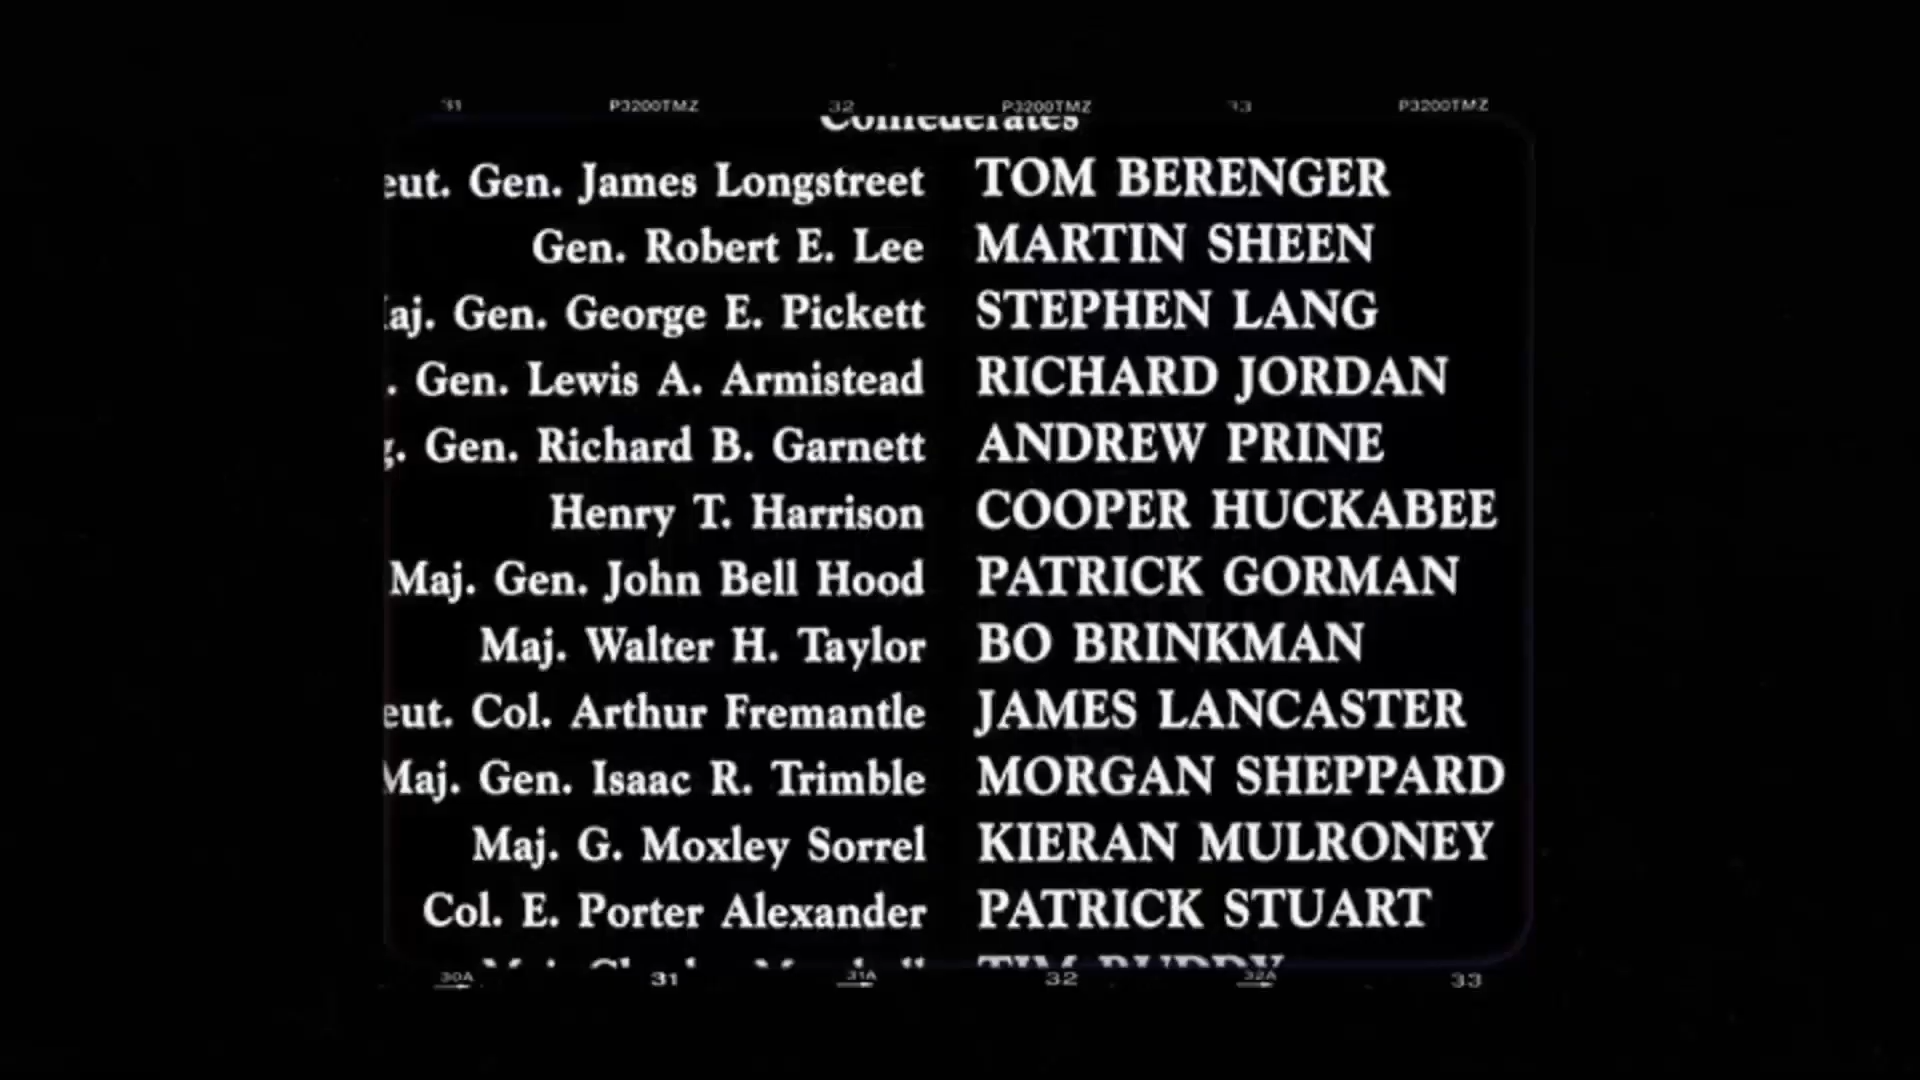 31 P3200TMZ 32 P3200TMZ 33 P3200TMZ
Confederates
eut. Gen. James Longstreet TOM BERENGER
Gen. Robert E. Lee MARTIN SHEEN
aj. Gen. George E. Pickett STEPHEN LANG
. Gen. Lewis A. Armistead RICHARD JORDAN
g. Gen. Richard B. Garnett ANDREW PRINE
Henry T. Harrison COOPER HUCKABEE
Maj. Gen. John Bell Hood PATRICK GORMAN
Maj. Walter H. Taylor BO BRINKMAN
eut. Col. Arthur Fremantle JAMES LANCASTER
Maj. Gen. Isaac R. Trimble MORGAN SHEPPARD
Maj. G. Moxley Sorrel KIERAN MULRONEY
Col. E. Porter Alexander PATRICK STUART
30A 31 31A 32 32A 33